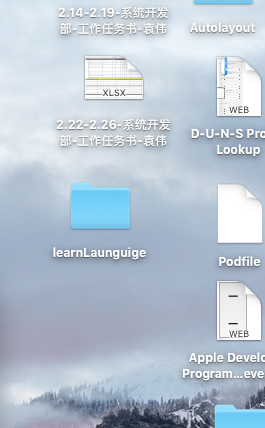 2.14-2.19-系统开发
部-工作任务书-袁伟
Autolayout
XLSX
2.22-2.26-系统开发
部-工作任务书-袁伟
WEB
D-U-N-S Pro
Lookup
learnLaunguige
Podfile
WEB
Apple Develo
Program...eve